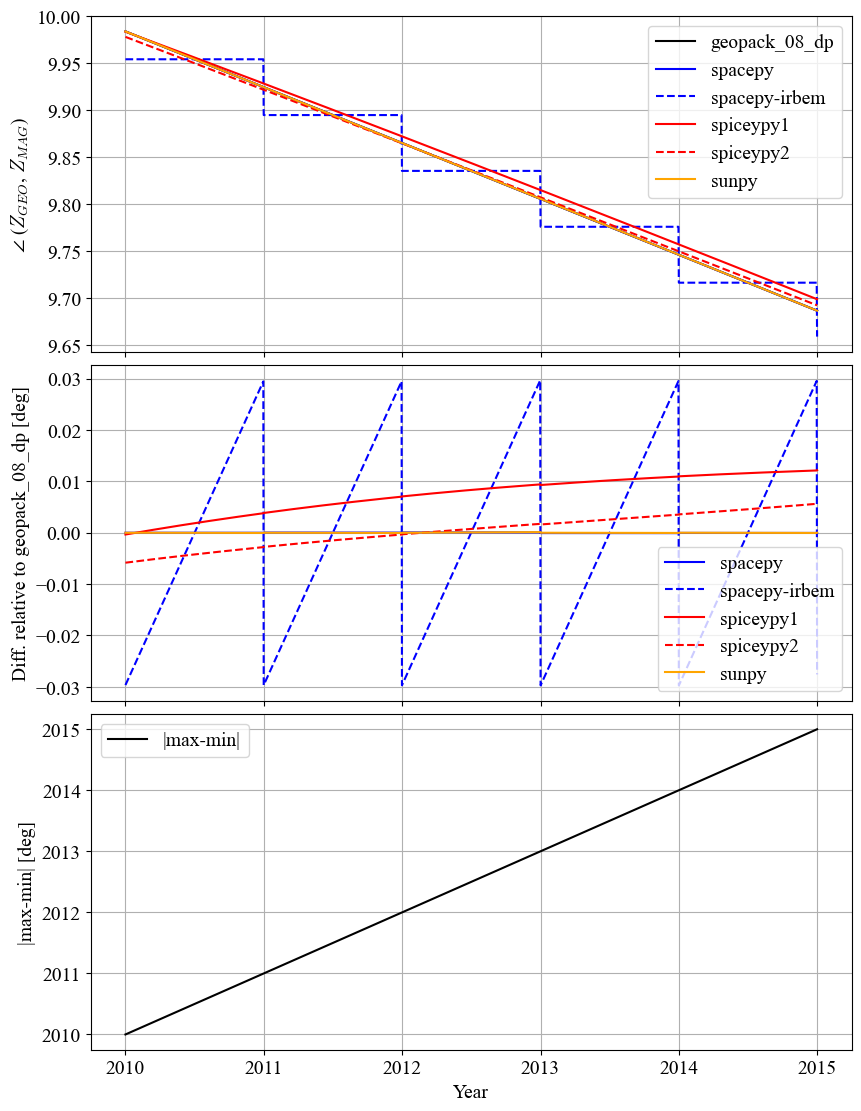 10.00
9.95
9.90
9.85
9.80
9.75
9.70
9.65
∠ (Z_GEO, Z_MAG)
geopack_08_dp
spacepy
spacepy-irbem
spiceypy1
spiceypy2
sunpy
0.03
0.02
0.01
0.00
−0.01
−0.02
−0.03
Diff. relative to geopack_08_dp [deg]
spacepy
spacepy-irbem
spiceypy1
spiceypy2
sunpy
2015
2014
2013
2012
2011
2010
|max-min| [deg]
|max-min|
2010 2011 2012 2013 2014 2015
Year